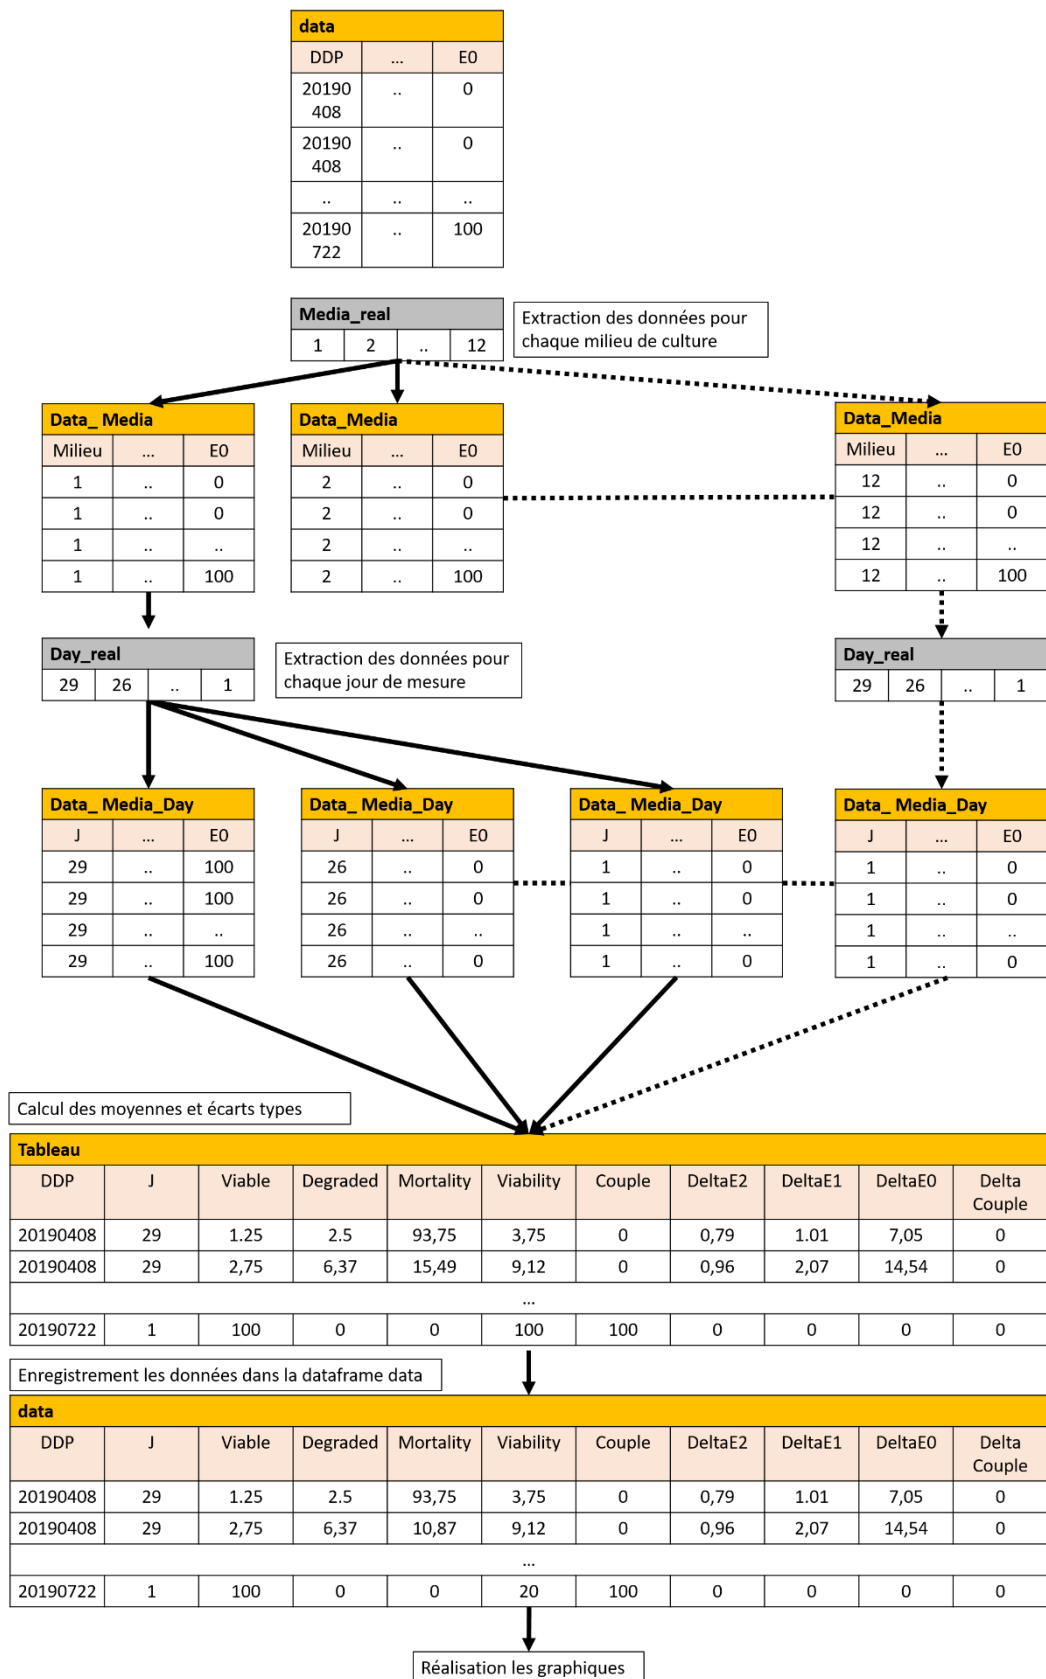 data
DDP ... E0
20190 .. 0
408
20190 .. 0
408
.. .. ..
20190 .. 100
722
Media_real
1 2 .. 12
Extraction des données pour
chaque milieu de culture
Data_ Media
Milieu ... E0
1 .. 0
1 .. 0
1 .. ..
1 .. 100
Data_Media
Milieu ... E0
2 .. 0
2 .. 0
2 .. ..
2 .. 100
Data_Media
Milieu ... E0
12 .. 0
12 .. 0
12 .. ..
12 .. 100
Day_real
29 26 .. 1
Extraction des données pour
chaque jour de mesure
Day_real
29 26 .. 1
Data_ Media_Day
J ... E0
29 .. 100
29 .. 100
29 .. ..
29 .. 100
Data_ Media_Day
J ... E0
26 .. 0
26 .. 0
26 .. ..
26 .. 0
Data_ Media_Day
J ... E0
1 .. 0
1 .. 0
1 .. ..
1 .. 0
Data_ Media_Day
J ... E0
1 .. 0
1 .. 0
1 .. ..
1 .. 0
Calcul des moyennes et écarts types
Tableau
DDP J Viable Degraded Mortality Viability Couple DeltaE2 DeltaE1 DeltaE0 Delta
Couple
20190408 29 1.25 2.5 93,75 3,75 0 0,79 1.01 7,05 0
20190408 29 2,75 6,37 15,49 9,12 0 0,96 2,07 14,54 0
...
20190722 1 100 0 0 100 100 0 0 0 0
Enregistrement les données dans la dataframe data
data
DDP J Viable Degraded Mortality Viability Couple DeltaE2 DeltaE1 DeltaE0 Delta
Couple
20190408 29 1.25 2.5 93,75 3,75 0 0,79 1.01 7,05 0
20190408 29 2,75 6,37 10,87 9,12 0 0,96 2,07 14,54 0
...
20190722 1 100 0 0 20 100 0 0 0 0
Réalisation les graphiques